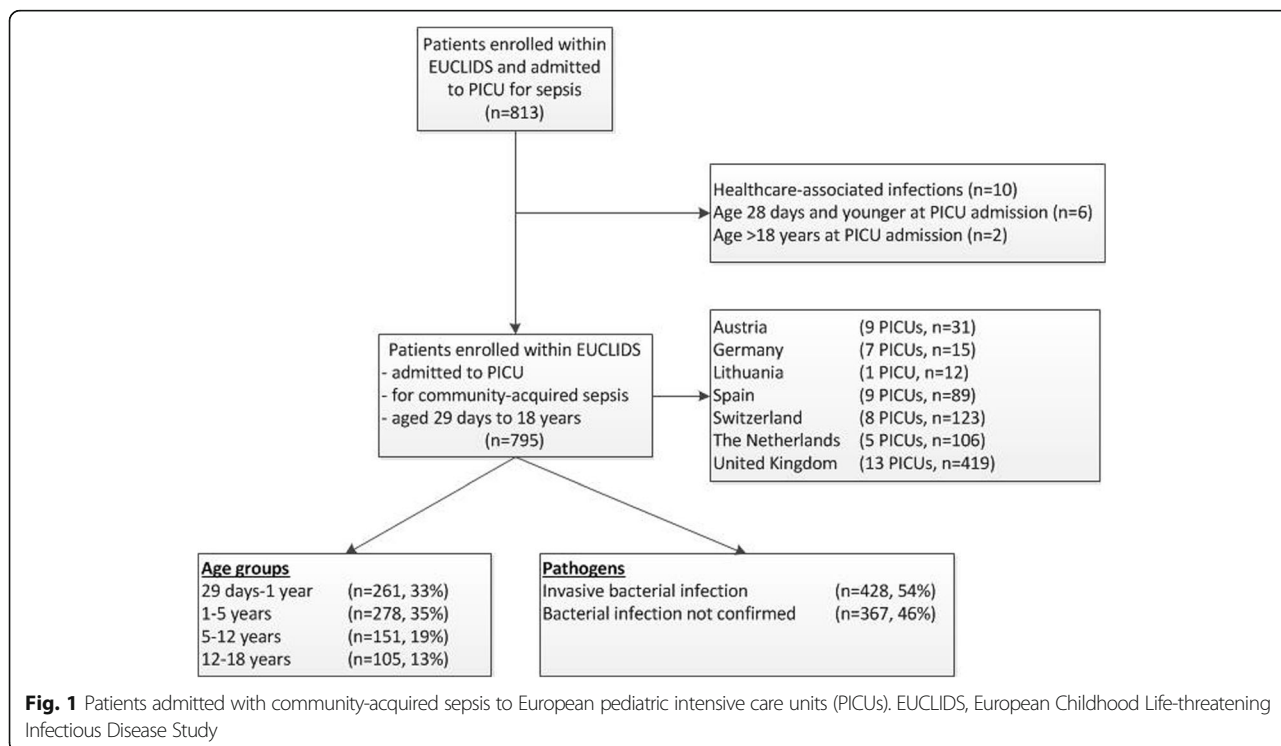 Patients enrolled within
EUCLIDS and admitted
to PICU for sepsis
(n=813)
Healthcare-associated infections (n=10)
Age 28 days and younger at PICU admission (n=6)
Age >18 years at PICU admission (n=2)
Patients enrolled within EUCLIDS
- admitted to PICU
- for community-acquired sepsis
- aged 29 days to 18 years
(n=795)
Austria (9 PICUs, n=31)
Germany (7 PICUs, n=15)
Lithuania (1 PICU, n=12)
Spain (9 PICUs, n=89)
Switzerland (8 PICUs, n=123)
The Netherlands (5 PICUs, n=106)
United Kingdom (13 PICUs, n=419)
Age groups
29 days-1 year (n=261, 33%)
1-5 years (n=278, 35%)
5-12 years (n=151, 19%)
12-18 years (n=105, 13%)
Pathogens
Invasive bacterial infection (n=428, 54%)
Bacterial infection not confirmed (n=367, 46%)
Fig. 1 Patients admitted with community-acquired sepsis to European pediatric intensive care units (PICUs). EUCLIDS, European Childhood Life-threatening
Infectious Disease Study